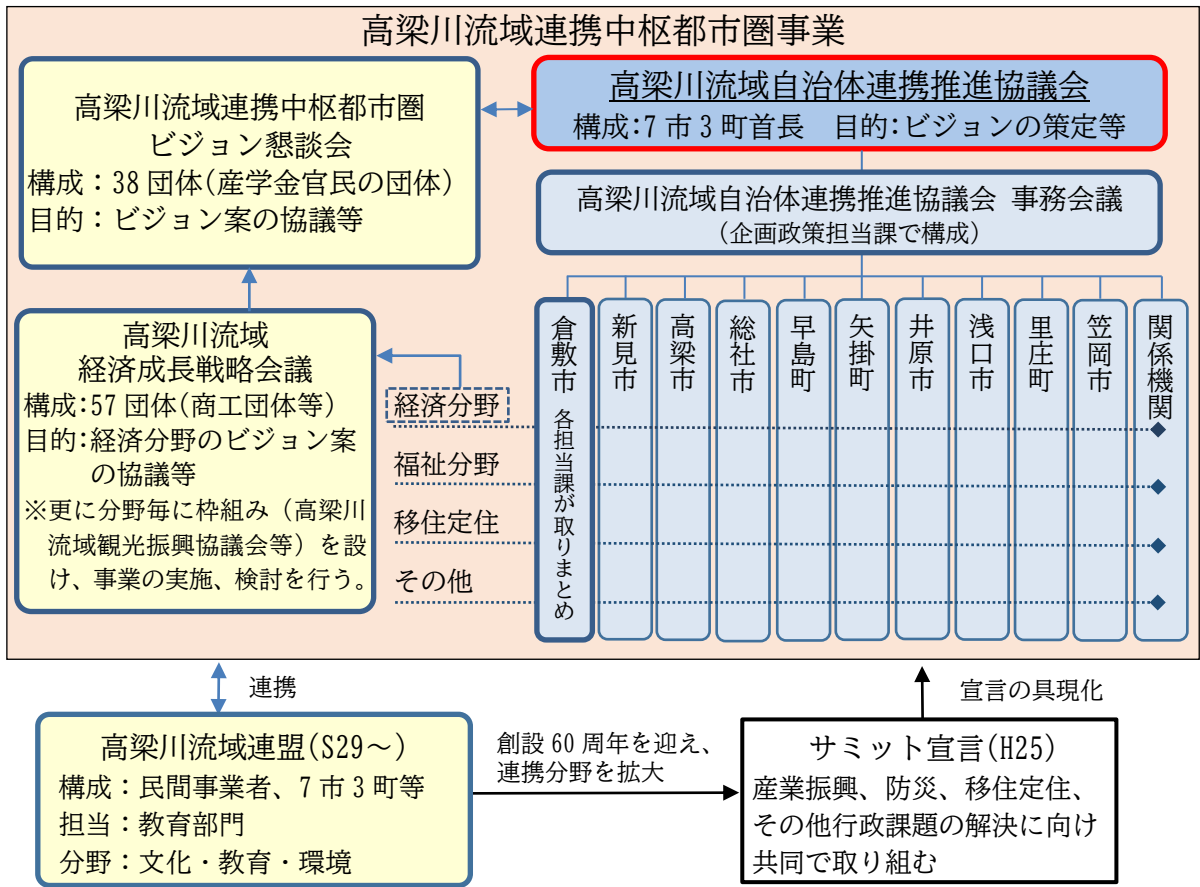 高梁川流域連携中枢都市圏事業
高梁川流域連携中枢都市圏
ビジョン懇談会
構成：38団体(産学金官民の団体)
目的：ビジョン案の協議等
高梁川流域自治体連携推進協議会
構成:7市3町首長　目的:ビジョンの策定等
高梁川流域自治体連携推進協議会 事務会議
(企画政策担当課で構成)
高梁川流域
経済成長戦略会議
構成:57団体(商工団体等)
目的:経済分野のビジョン案
の協議等
※更に分野毎に枠組み（高梁川
流域観光振興協議会等）を設
け、事業の実施、検討を行う。
経済分野
福祉分野
移住定住
その他
倉敷市 各担当課が取りまとめ
新見市
高梁市
総社市
早島町
矢掛町
井原市
浅口市
里庄町
笠岡市
関係機関
連携
宣言の具現化
高梁川流域連盟(S29～)
構成：民間事業者、7市3町等
担当：教育部門
分野：文化・教育・環境
創設60周年を迎え、
連携分野を拡大
サミット宣言(H25)
産業振興、防災、移住定住、
その他行政課題の解決に向け
共同で取り組む